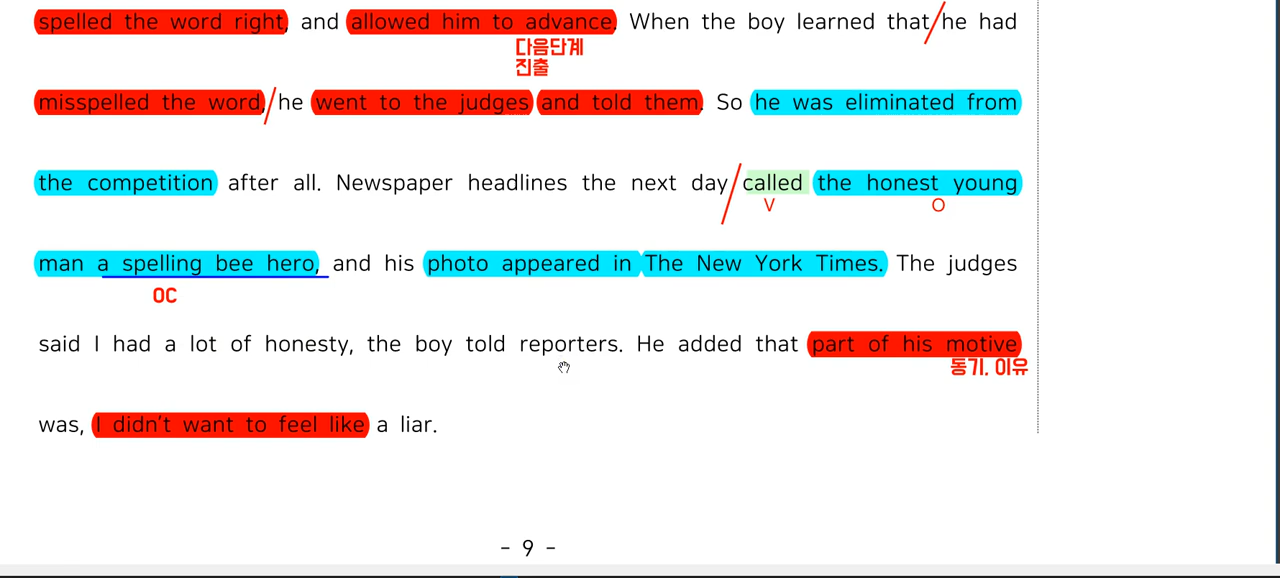 spelled the word right, and allowed him to advance. When the boy learned that he had
다음단계
진출
misspelled the word, he went to the judges and told them. So he was eliminated from
the competition after all. Newspaper headlines the next day called the honest young
V O
man a spelling bee hero, and his photo appeared in The New York Times. The judges
OC
said I had a lot of honesty, the boy told reporters. He added that part of his motive
동기. 이유
was, I didn't want to feel like a liar.
- 9 -